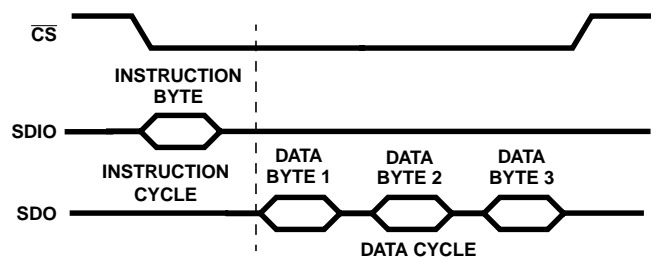 CS
INSTRUCTION
BYTE
SDIO
INSTRUCTION
CYCLE
DATA
BYTE 1
DATA
BYTE 2
DATA
BYTE 3
SDO
DATA CYCLE